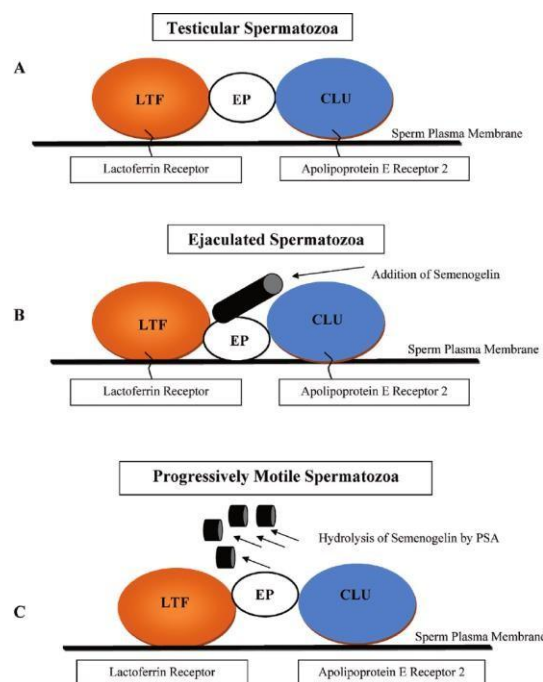 Testicular Spermatozoa
A
LTF EP CLU
Sperm Plasma Membrane
Lactoferrin Receptor Apolipoprotein E Receptor 2
Ejaculated Spermatozoa
Addition of Semenogelin
B
LTF EP CLU
Sperm Plasma Membrane
Lactoferrin Receptor Apolipoprotein E Receptor 2
Progressively Motile Spermatozoa
Hydrolysis of Semenogelin by PSA
C
LTF EP CLU
Sperm Plasma Membrane
Lactoferrin Receptor Apolipoprotein E Receptor 2